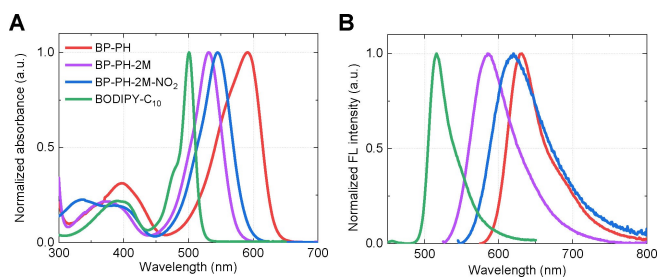 A
B
Normalized absorbance (a.u.)
1.0
0.5
0.0
BP-PH
BP-PH-2M
BP-PH-2M-NO₂
BODIPY-C₁₀
300 400 500 600 700
Wavelength (nm)
Normalized FL intensity (a.u.)
1.0
0.5
0.0
500 600 700 800
Wavelength (nm)